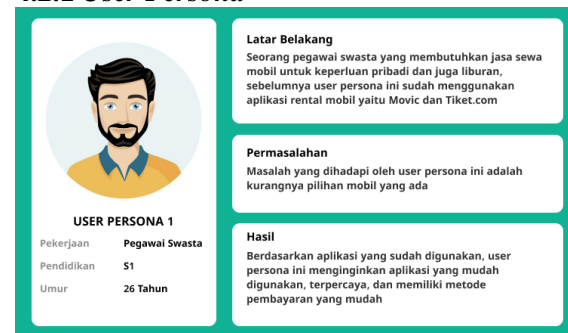 4.2.1 User Persona
USER PERSONA 1
Pekerjaan Pegawai Swasta
Pendidikan S1
Umur 26 Tahun
Latar Belakang
Seorang pegawai swasta yang membutuhkan jasa sewa
mobil untuk keperluan pribadi dan juga liburan,
sebelumnya user persona ini sudah menggunakan
aplikasi rental mobil yaitu Movic dan Tiket.com
Permasalahan
Masalah yang dihadapi oleh user persona ini adalah
kurangnya pilihan mobil yang ada
Hasil
Berdasarkan aplikasi yang sudah digunakan, user
persona ini menginginkan aplikasi yang mudah
digunakan, terpercaya, dan memiliki metode
pembayaran yang mudah